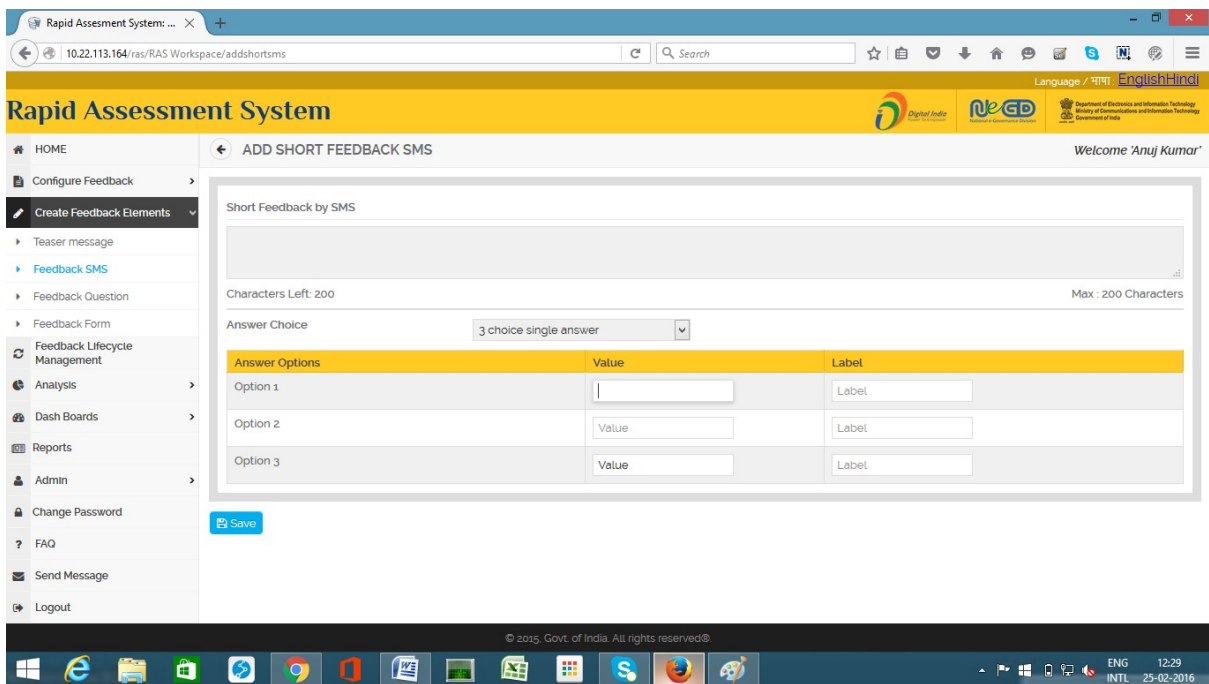 Rapid Assesment System: ...
10.22.113.164/ras/RAS Workspace/addshortsms
Search
Language / भाषा : EnglishHindi
Rapid Assessment System
Digital India
Power To Empower
NeGD
National e-Governance Division
Department of Electronics and Information Technology
Ministry of Communications and Information Technology
Government of India
HOME
ADD SHORT FEEDBACK SMS
Welcome 'Anuj Kumar'
Configure Feedback
Create Feedback Elements
Teaser message
Feedback SMS
Feedback Question
Feedback Form
Feedback Lifecycle
Management
Analysis
Dash Boards
Reports
Admin
Change Password
FAQ
Send Message
Logout
Short Feedback by SMS
Characters Left: 200 Max : 200 Characters
Answer Choice 3 choice single answer
Answer Options Value Label
Option 1 Label
Option 2 Value Label
Option 3 Value Label
Save
© 2015, Govt. of India. All rights reserved®.
ENG 12:29
INTL 25-02-2016